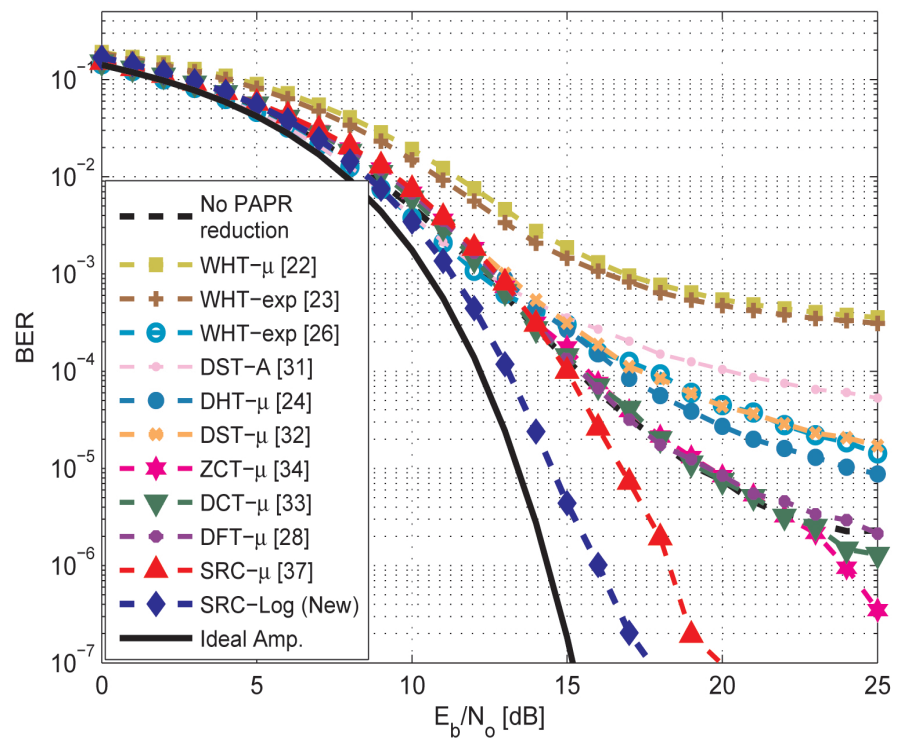 BER
10⁻¹
10⁻²
10⁻³
10⁻⁴
10⁻⁵
10⁻⁶
10⁻⁷
No PAPR
reduction
WHT−μ [22]
WHT−exp [23]
WHT−exp [26]
DST−A [31]
DHT−μ [24]
DST−μ [32]
ZCT−μ [34]
DCT−μ [33]
DFT−μ [28]
SRC−μ [37]
SRC−Log (New)
Ideal Amp.
0 5 10 15 20 25
E_b/N_o [dB]